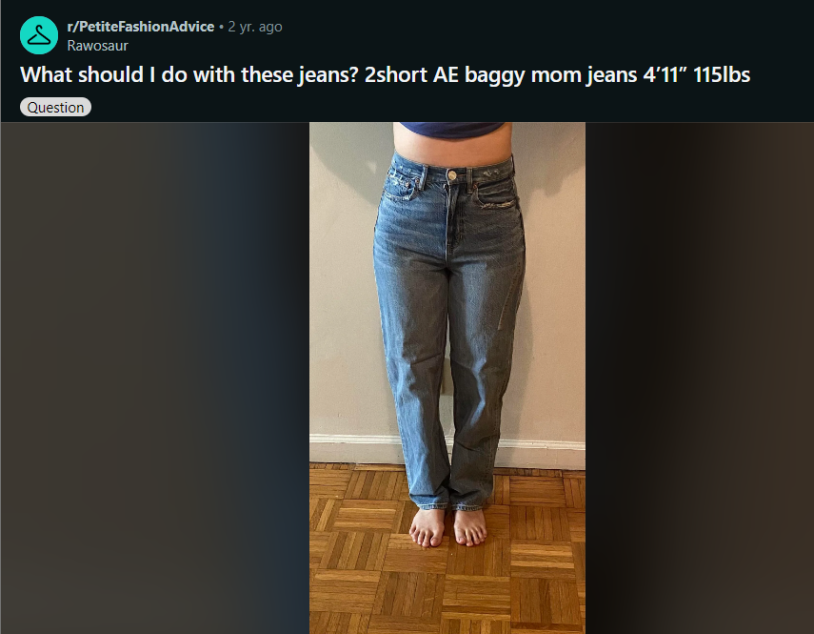 r/PetiteFashionAdvice • 2 yr. ago
Rawosaur
What should I do with these jeans? 2short AE baggy mom jeans 4’11” 115lbs
Question